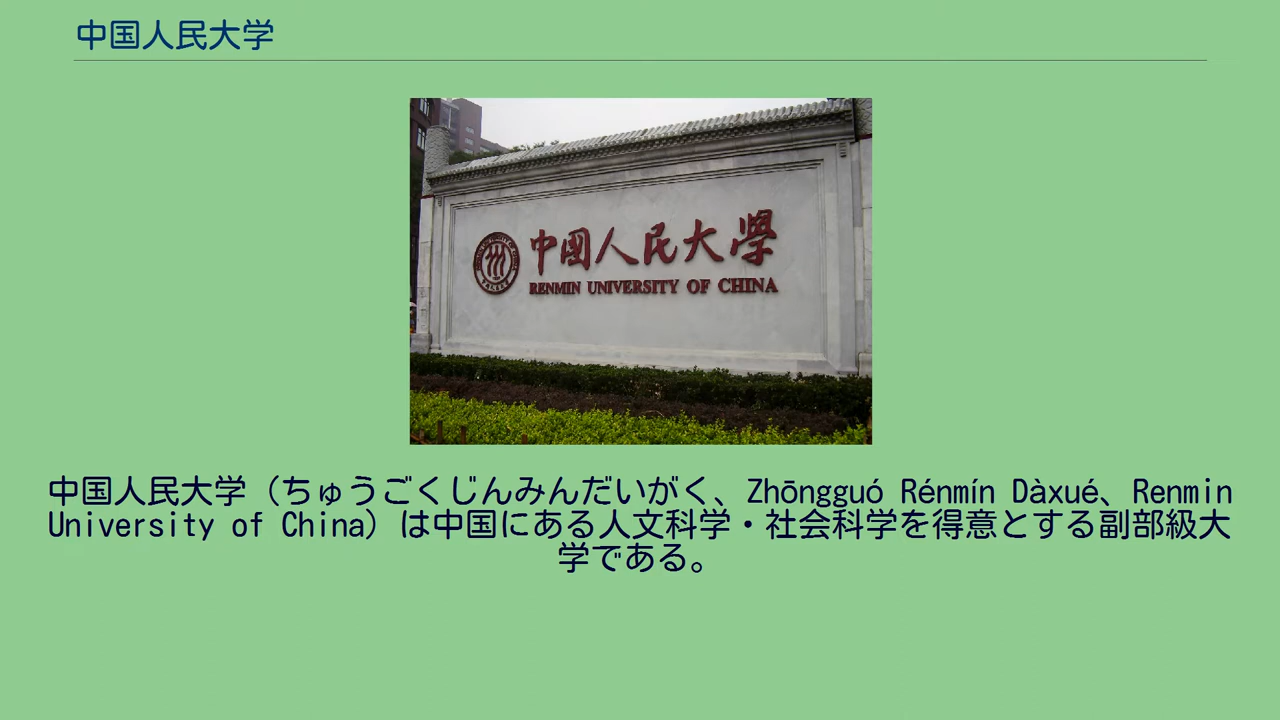 中国人民大学
中國人民大學
RENMIN UNIVERSITY OF CHINA
中国人民大学（ちゅうごくじんみんだいがく、Zhōngguó Rénmín Dàxué、Renmin
University of China）は中国にある人文科学・社会科学を得意とする副部級大
学である。